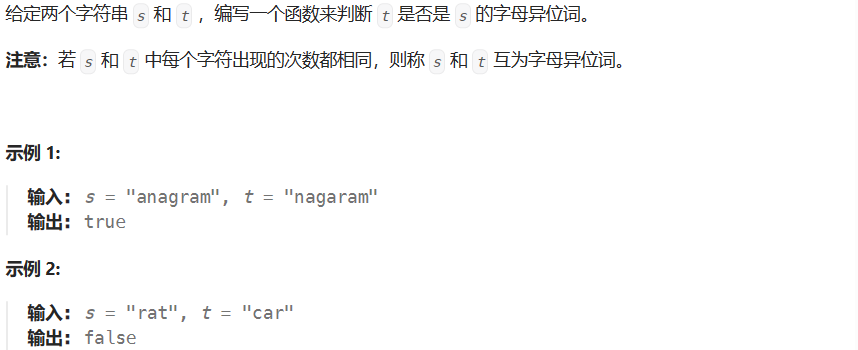 给定两个字符串 s 和 t ，编写一个函数来判断 t 是否是 s 的字母异位词。
注意：若 s 和 t 中每个字符出现的次数都相同，则称 s 和 t 互为字母异位词。
示例 1:
输入: s = "anagram", t = "nagaram"
输出: true
示例 2:
输入: s = "rat", t = "car"
输出: false